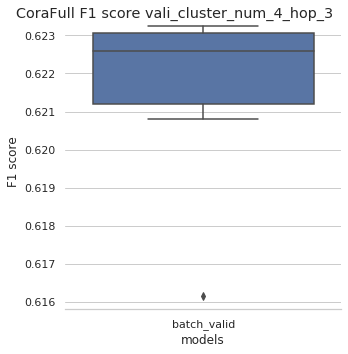 CoraFull F1 score vali_cluster_num_4_hop_3
0.623
0.622
0.621
0.620
0.619
0.618
0.617
0.616
F1 score
batch_valid
models